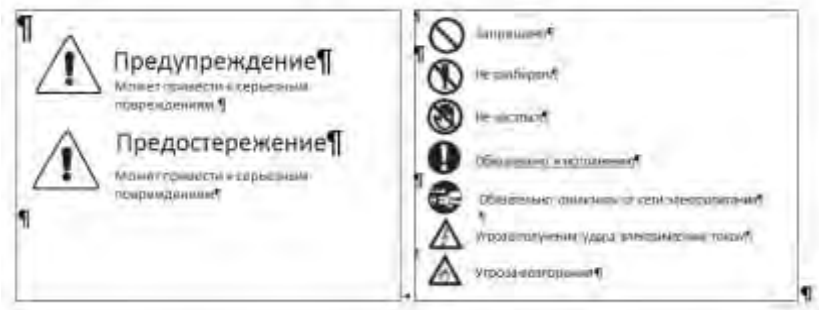 Предупреждение¶
Может привести к серьезным
повреждениям ¶
Предостережение¶
Может привести к серьезным
повреждениям¶
Запрещено¶
Не разбирать¶
Не касаться¶
Обязательно к исполнению¶
Обязательно отключить от сети электропитания¶
Угроза получения удара электрическим током¶
Угроза возгорания¶